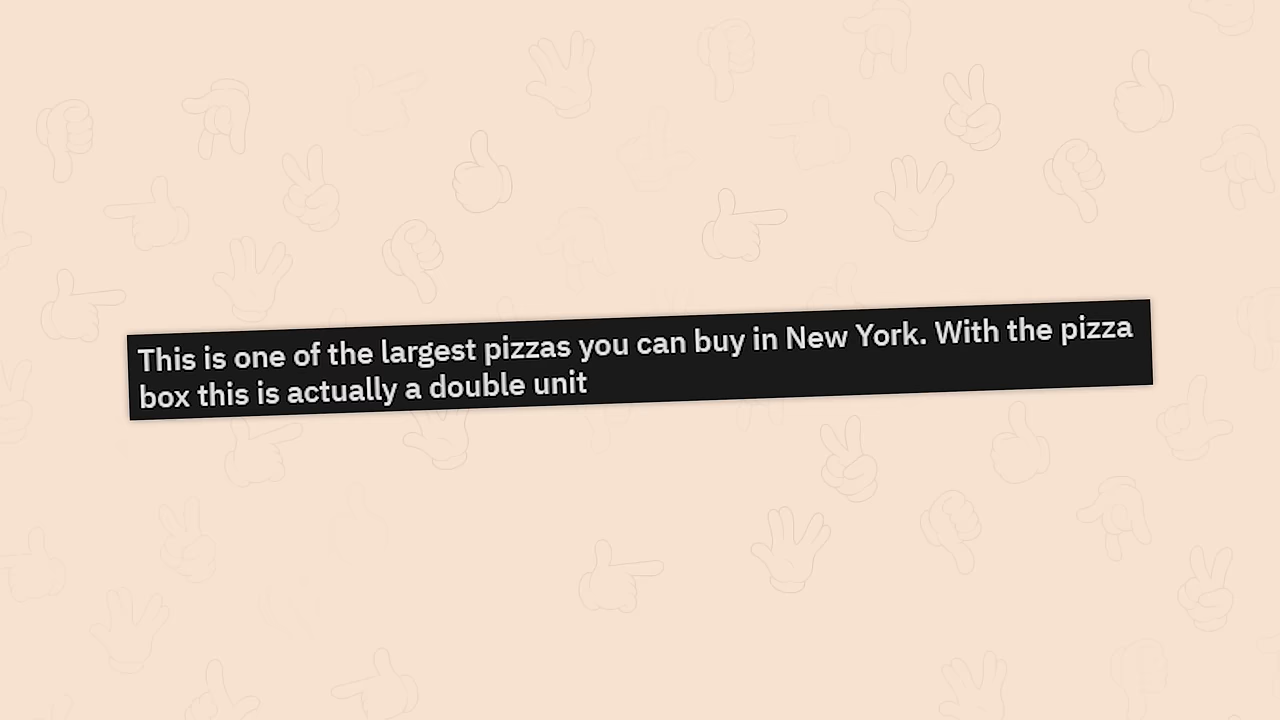 This is one of the largest pizzas you can buy in New York. With the pizza
box this is actually a double unit